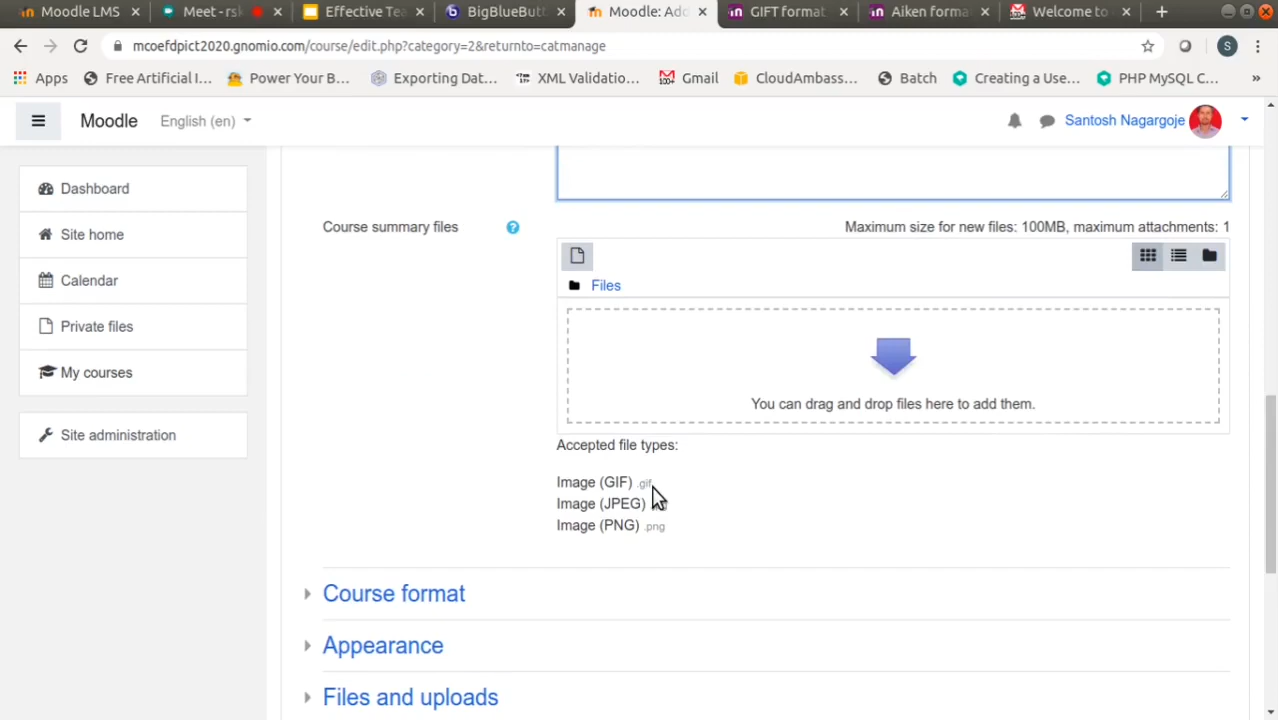 Moodle LMS
Meet - rsk
Effective Tea
BigBlueButt
Moodle: Add
GIFT format
Aiken forma
Welcome to
mcoefdpict2020.gnomio.com/course/edit.php?category=2&returnto=catmanage
S
Apps
Free Artificial I...
Power Your B...
Exporting Dat...
XML Validatio...
Gmail
CloudAmbass...
Batch
Creating a Use...
PHP MySQL C...
»
Moodle
English (en)
Santosh Nagargoje
Dashboard
Site home
Calendar
Private files
My courses
Site administration
Course summary files
Maximum size for new files: 100MB, maximum attachments: 1
Files
You can drag and drop files here to add them.
Accepted file types:
Image (GIF) .gif
Image (JPEG)
Image (PNG) .png
Course format
Appearance
Files and uploads